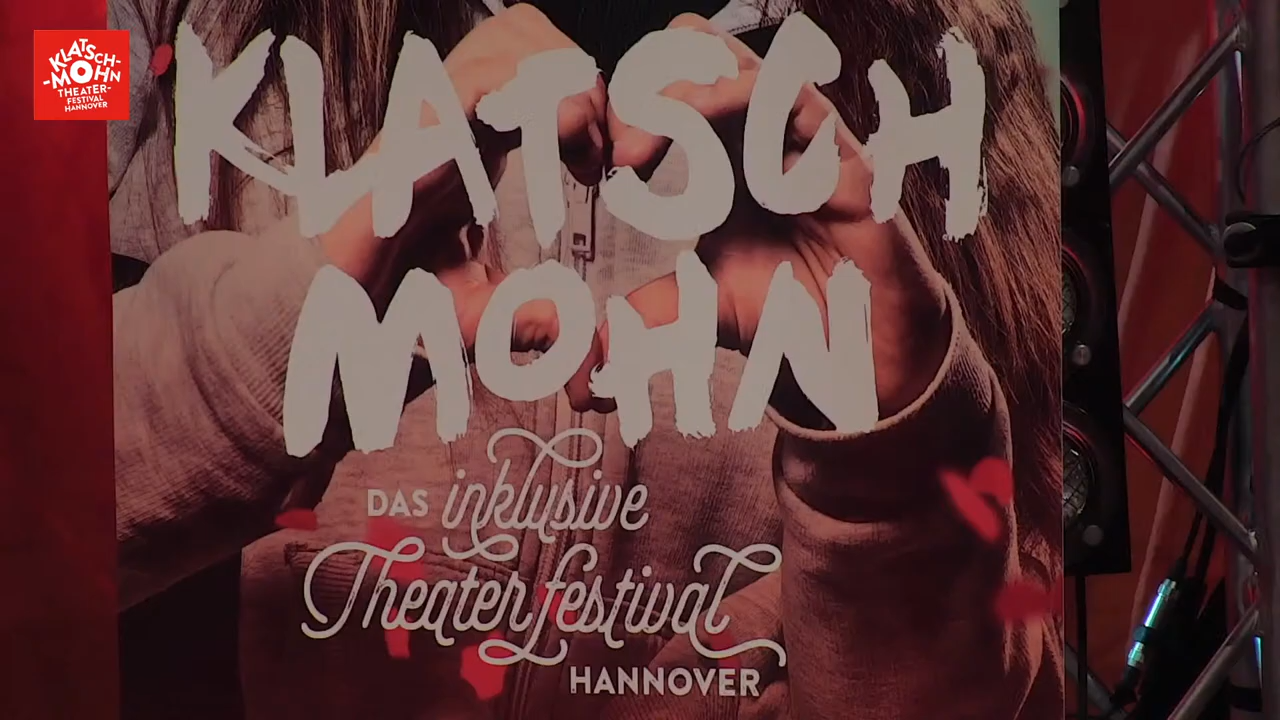 KLATSCH-
-MOHN
THEATER-
FESTIVAL
HANNOVER
KLATSCH
MOHN
DAS inklusive
Theaterfestival
HANNOVER